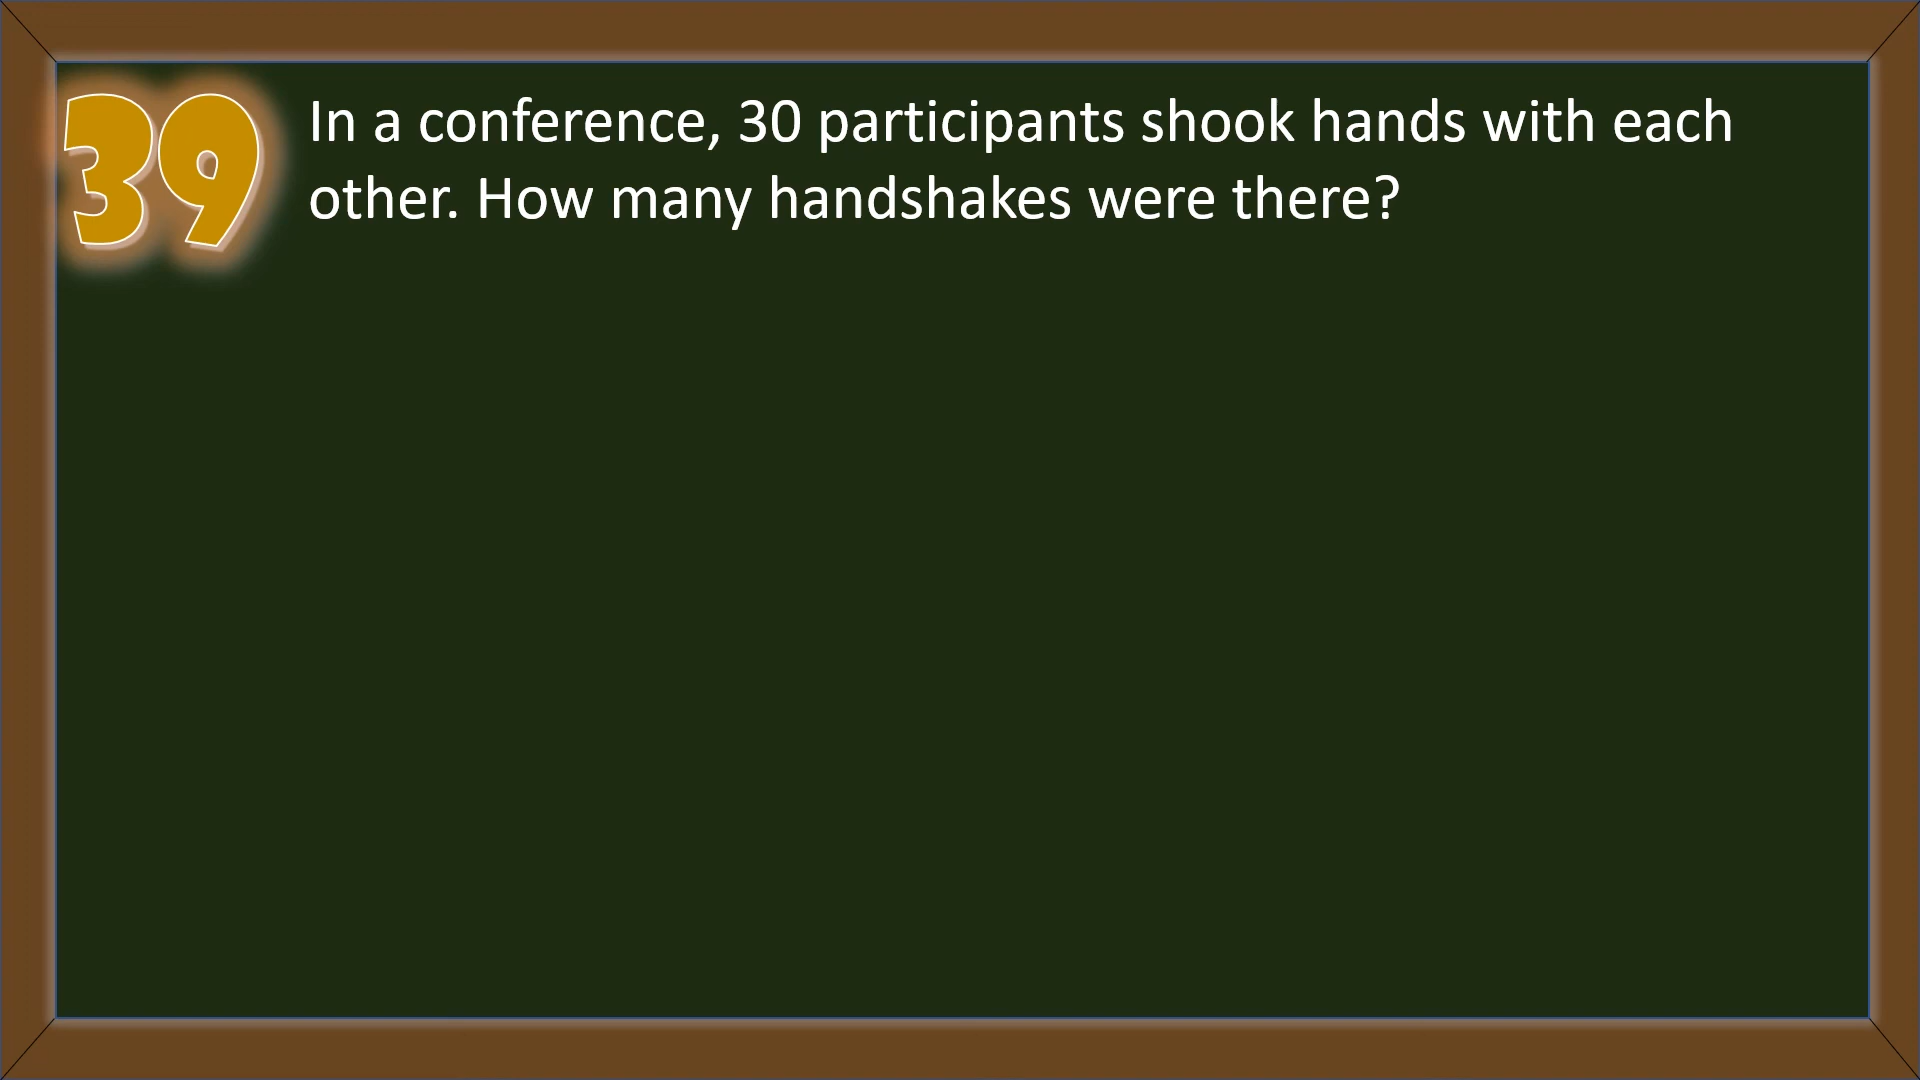 39
In a conference, 30 participants shook hands with each
other. How many handshakes were there?